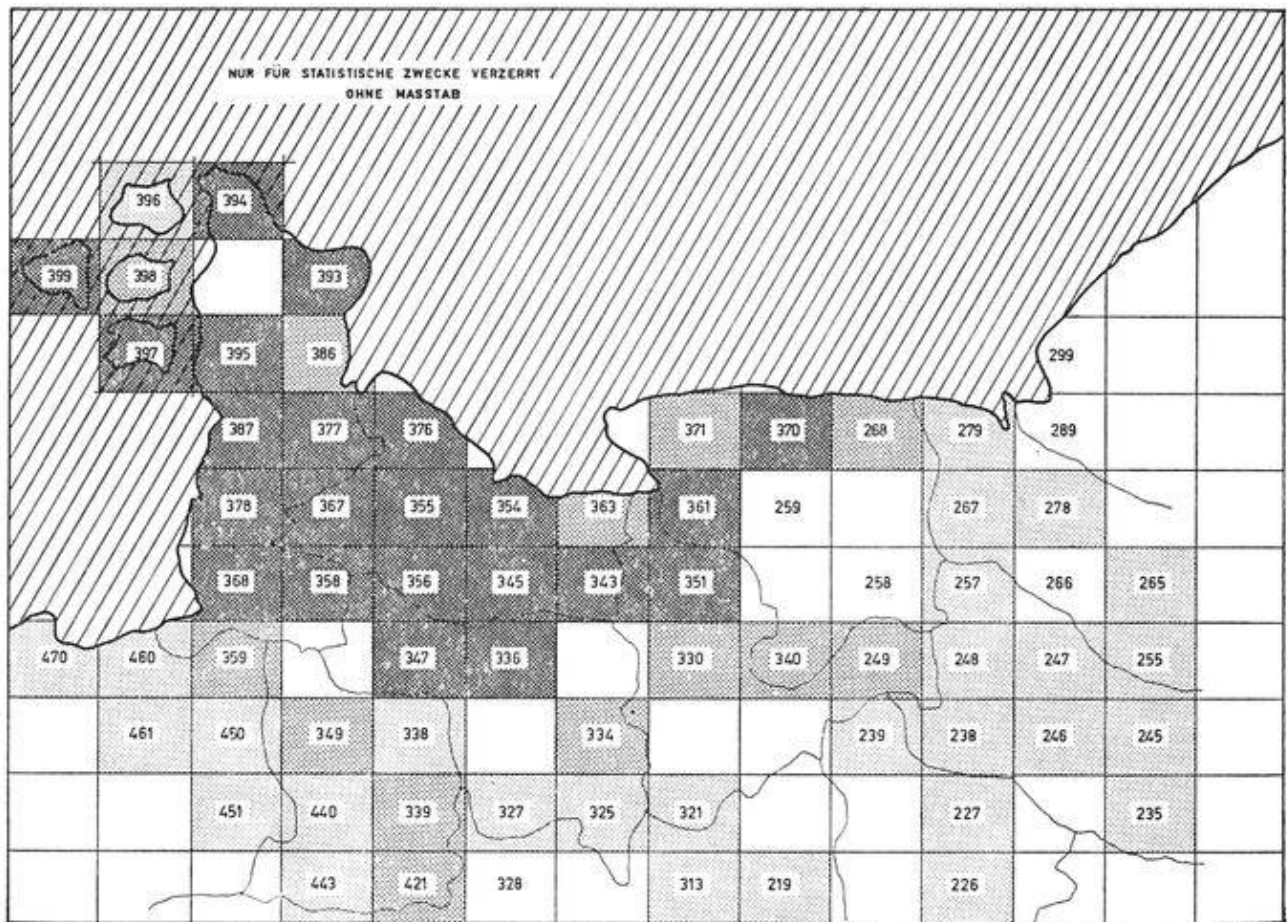 NUR FÜR STATISTISCHE ZWECKE VERZERRT
OHNE MASSTAB
396 394
399 398 393
397 395 386 299
387 377 376 371 370 268 279 289
378 367 355 354 363 361 259 267 278
368 358 356 345 343 351 258 257 266 265
470 460 359 347 336 330 340 249 248 247 255
461 450 349 338 334 239 238 246 245
451 440 339 327 325 321 227 235
443 421 328 313 219 226